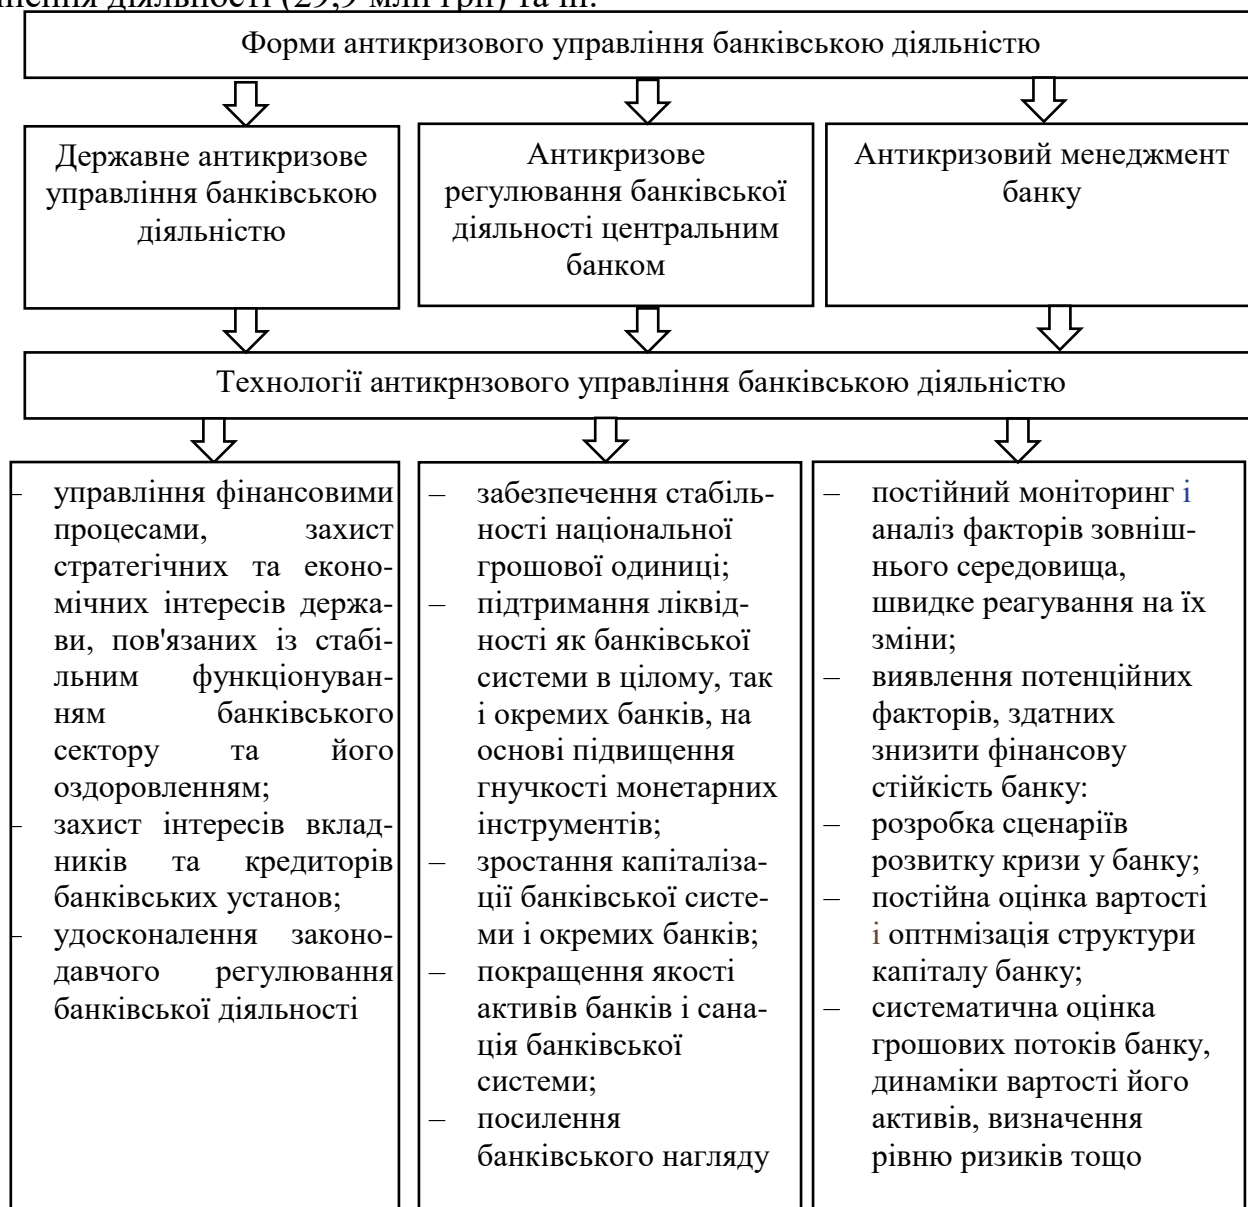 діяльності (29,9 млн грн) та ін.
Форми антикризового управління банківською діяльністю
Державне антикризове
управління банківською
діяльністю
Антикризове
регулювання банківської
діяльності центральним
банком
Антикризовий менеджмент
банку
Технології антикрнзового управління банківською діяльністю
– управління фінансовими
процесами, захист
стратегічних та еконо-
мічних інтересів держа-
ви, пов'язаних із стабі-
льним функціонуван-
ням банківського
сектору та його
оздоровленням;
– захист інтересів вклад-
ників та кредиторів
банківських установ;
– удосконалення законо-
давчого регулювання
банківської діяльності
– забезпечення стабіль-
ності національної
грошової одиниці;
– підтримання ліквід-
ності як банківської
системи в цілому, так
і окремих банків, на
основі підвищення
гнучкості монетарних
інструментів;
– зростання капіталіза-
ції банківської систе-
ми і окремих банків;
– покращення якості
активів банків і сана-
ція банківської
системи;
– посилення
банківського нагляду
– постійний моніторинг і
аналіз факторів зовніш-
нього середовища,
швидке реагування на їх
зміни;
– виявлення потенційних
факторів, здатних
знизити фінансову
стійкість банку:
– розробка сценаріїв
розвитку кризи у банку;
– постійна оцінка вартості
і оптнмізація структури
капіталу банку;
– систематична оцінка
грошових потоків банку,
динаміки вартості його
активів, визначення
рівню ризиків тощо